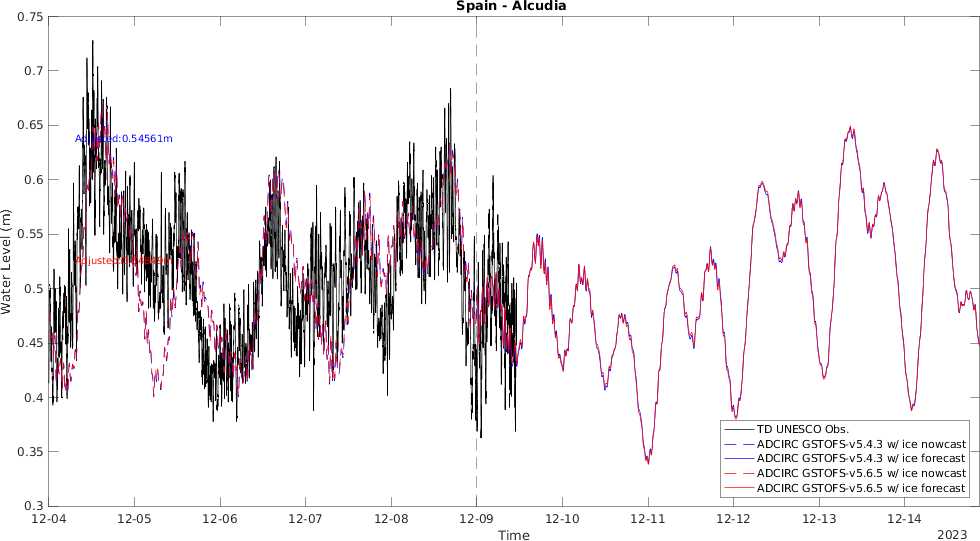 Spain - Alcudia
0.75
0.7
0.65
0.6
0.55
0.5
0.45
0.4
0.35
0.3
Water Level (m)
Adjusted:0.54561m
TD UNESCO Obs.
ADCIRC GSTOFS-v5.4.3 w/ ice nowcast
ADCIRC GSTOFS-v5.4.3 w/ ice forecast
ADCIRC GSTOFS-v5.6.5 w/ ice nowcast
ADCIRC GSTOFS-v5.6.5 w/ ice forecast
12-04 12-05 12-06 12-07 12-08 12-09 12-10 12-11 12-12 12-13 12-14
Time
2023